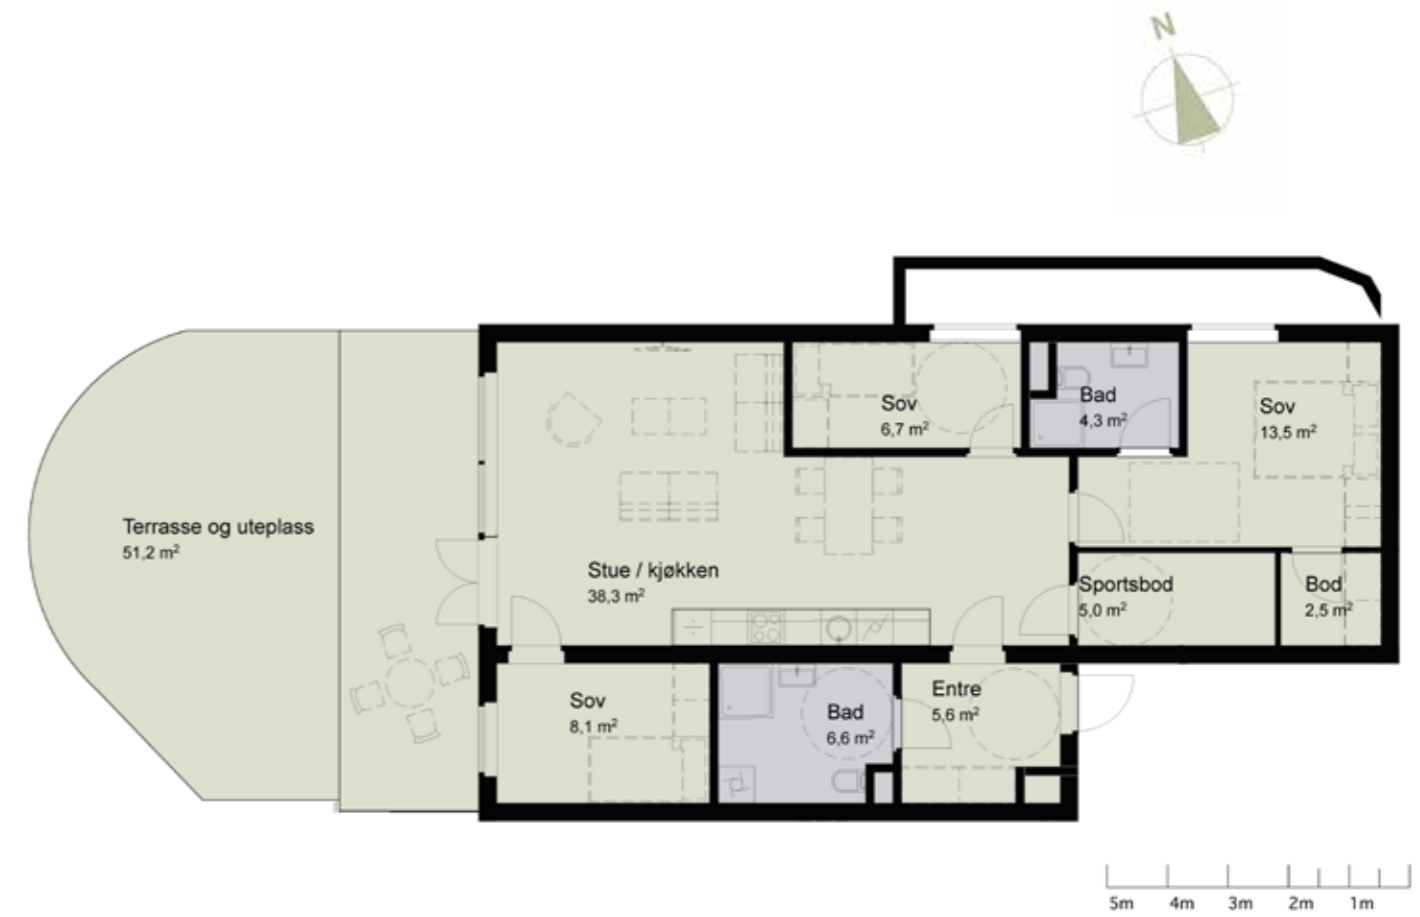 N
Sov
6,7 m²
Bad
4,3 m²
Sov
13,5 m²
Terrasse og uteplass
51,2 m²
Stue / kjøkken
38,3 m²
Sportsbod
5,0 m²
Bod
2,5 m²
Sov
8,1 m²
Bad
6,6 m²
Entre
5,6 m²
5m 4m 3m 2m 1m